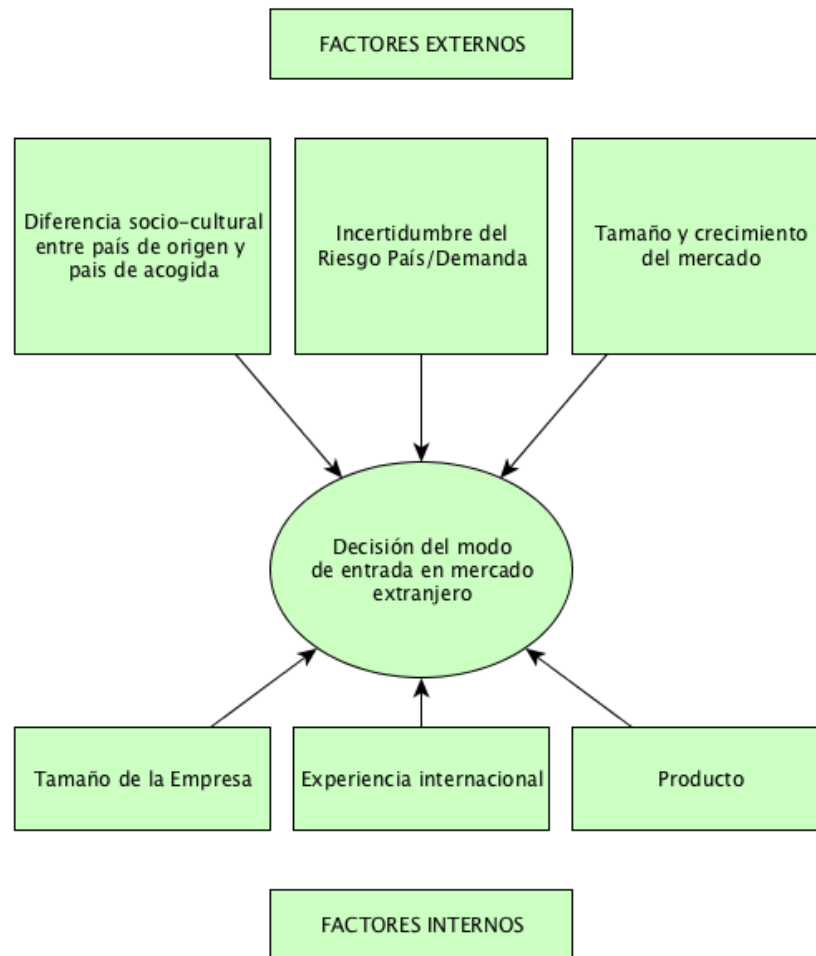 FACTORES EXTERNOS
Diferencia socio-cultural
entre país de origen y
pais de acogida
Incertidumbre del
Riesgo País/Demanda
Tamaño y crecimiento
del mercado
Decisión del modo
de entrada en mercado
extranjero
Tamaño de la Empresa
Experiencia internacional
Producto
FACTORES INTERNOS